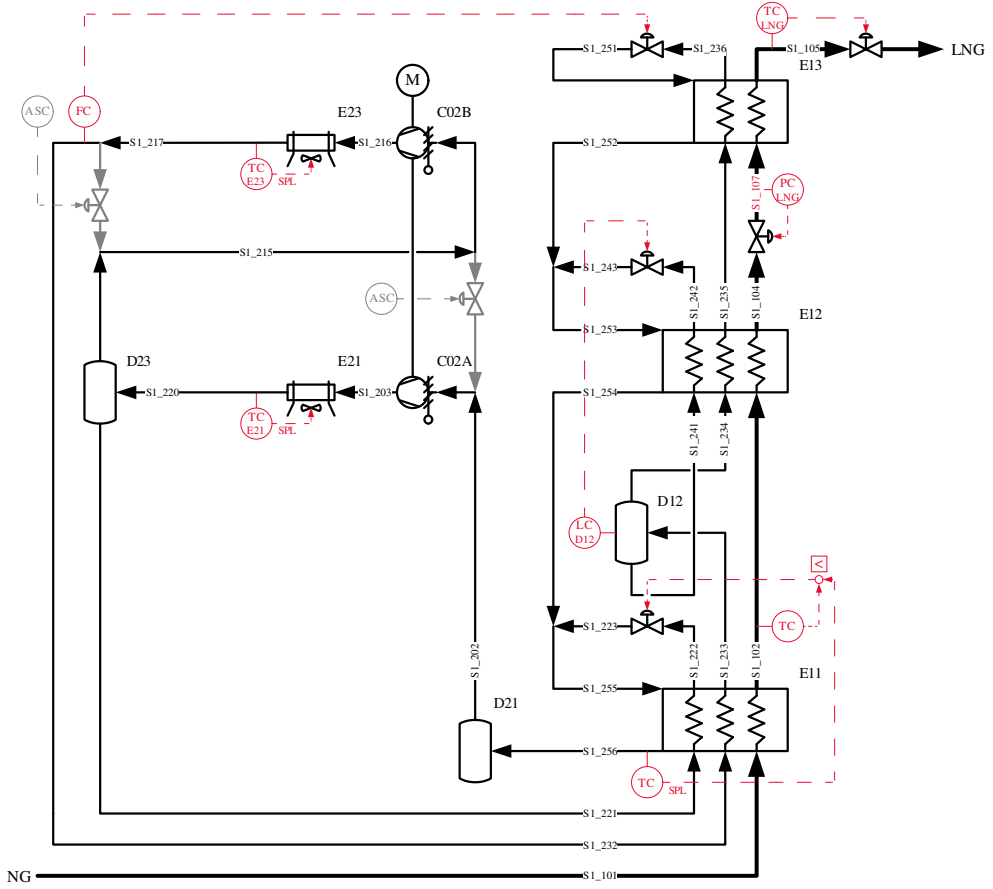 TC
LNG
S1_251
S1_236
S1_105
LNG
E13
M
ASC
FC
E23
C02B
S1_217
S1_216
S1_252
TC
E23
SPL
S1_107
PC
LNG
S1_215
S1_243
ASC
S1_242
S1_235
S1_104
E12
S1_253
D23
E21
C02A
S1_220
S1_203
S1_254
TC
E21
SPL
S1_241
S1_234
D12
LC
D12
<
S1_223
TC
S1_202
S1_222
S1_233
S1_102
E11
S1_255
D21
S1_256
TC
SPL
S1_221
S1_232
NG
S1_101